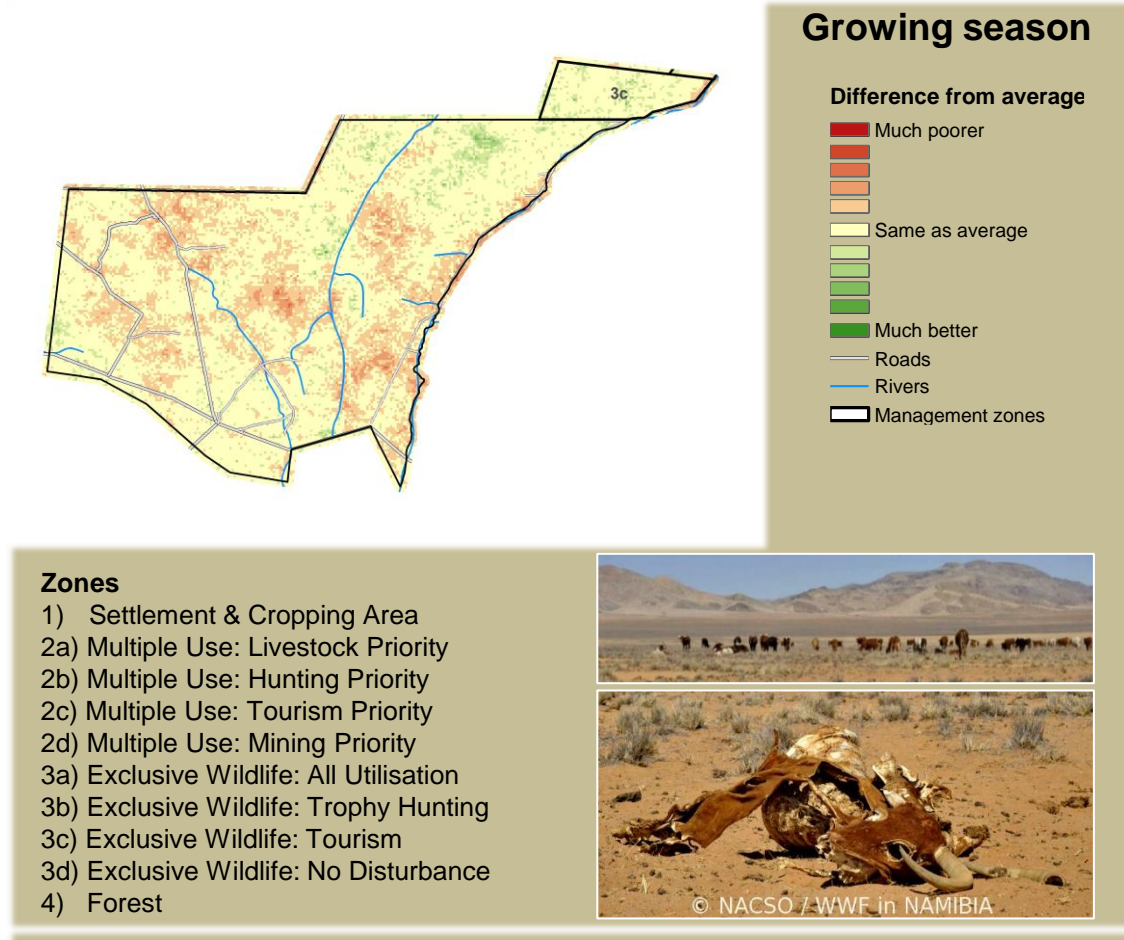 Growing season
Difference from average
Much poorer
Same as average
Much better
Roads
Rivers
Management zones
3c
Zones
1) Settlement & Cropping Area
2a) Multiple Use: Livestock Priority
2b) Multiple Use: Hunting Priority
2c) Multiple Use: Tourism Priority
2d) Multiple Use: Mining Priority
3a) Exclusive Wildlife: All Utilisation
3b) Exclusive Wildlife: Trophy Hunting
3c) Exclusive Wildlife: Tourism
3d) Exclusive Wildlife: No Disturbance
4) Forest
© NACSO / WWF in NAMIBIA